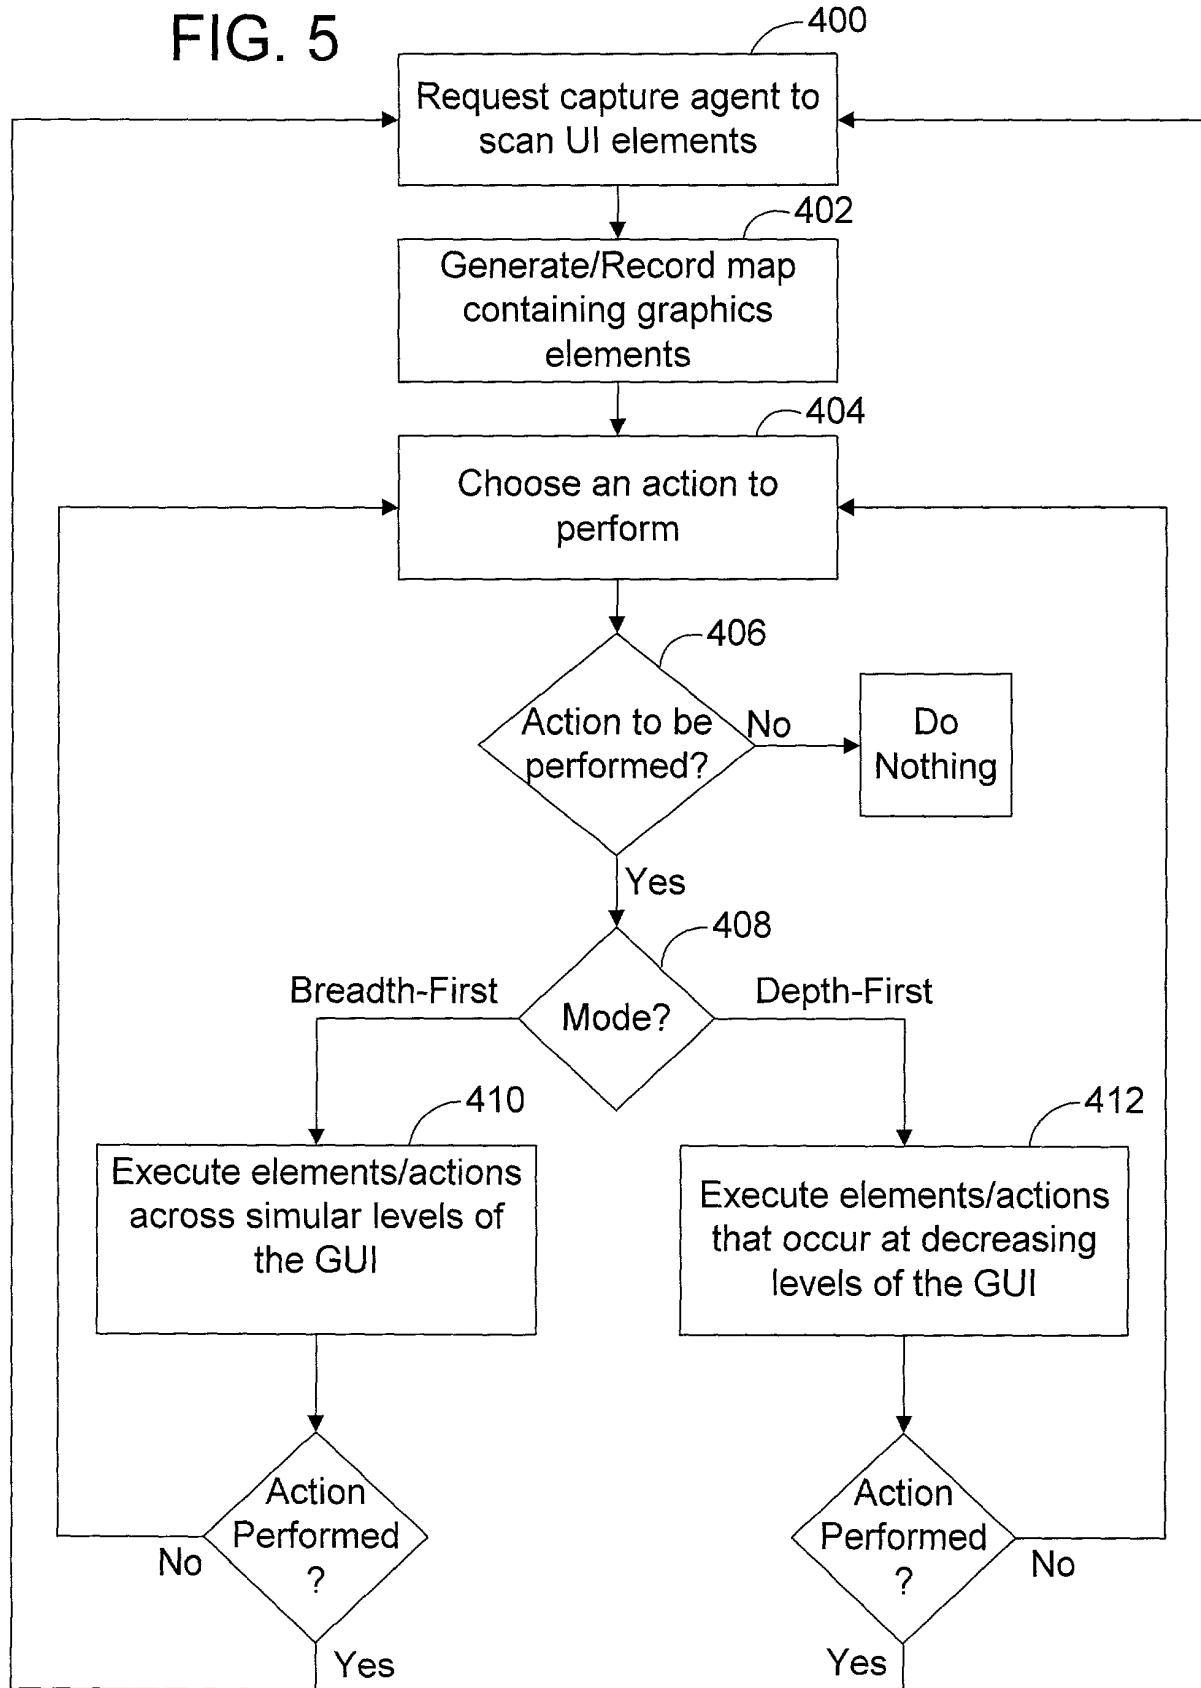 FIG. 5
400
Request capture agent to
scan UI elements
402
Generate/Record map
containing graphics
elements
404
Choose an action to
perform
406
Action to be
performed?
No
Do
Nothing
Yes
408
Breadth-First
Mode?
Depth-First
410
412
Execute elements/actions
across simular levels of
the GUI
Execute elements/actions
that occur at decreasing
levels of the GUI
Action
Performed
?
No
Yes
Action
Performed
?
No
Yes